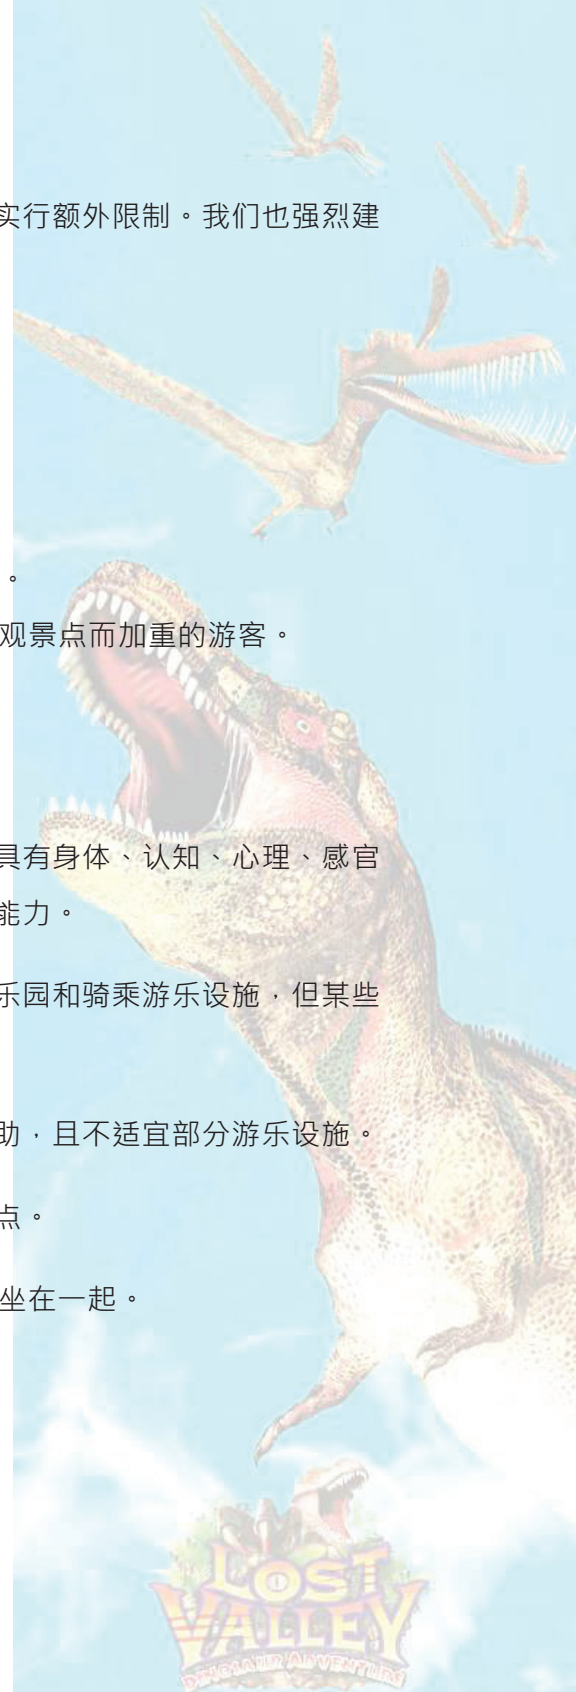 实行额外限制。我们也强烈建
。
观景点而加重的游客。
具有身体、认知、心理、感官
能力。
乐园和骑乘游乐设施，但某些
助，且不适宜部分游乐设施。
点。
坐在一起。
LOST
VALLEY
DINOSAUR ADVENTURE